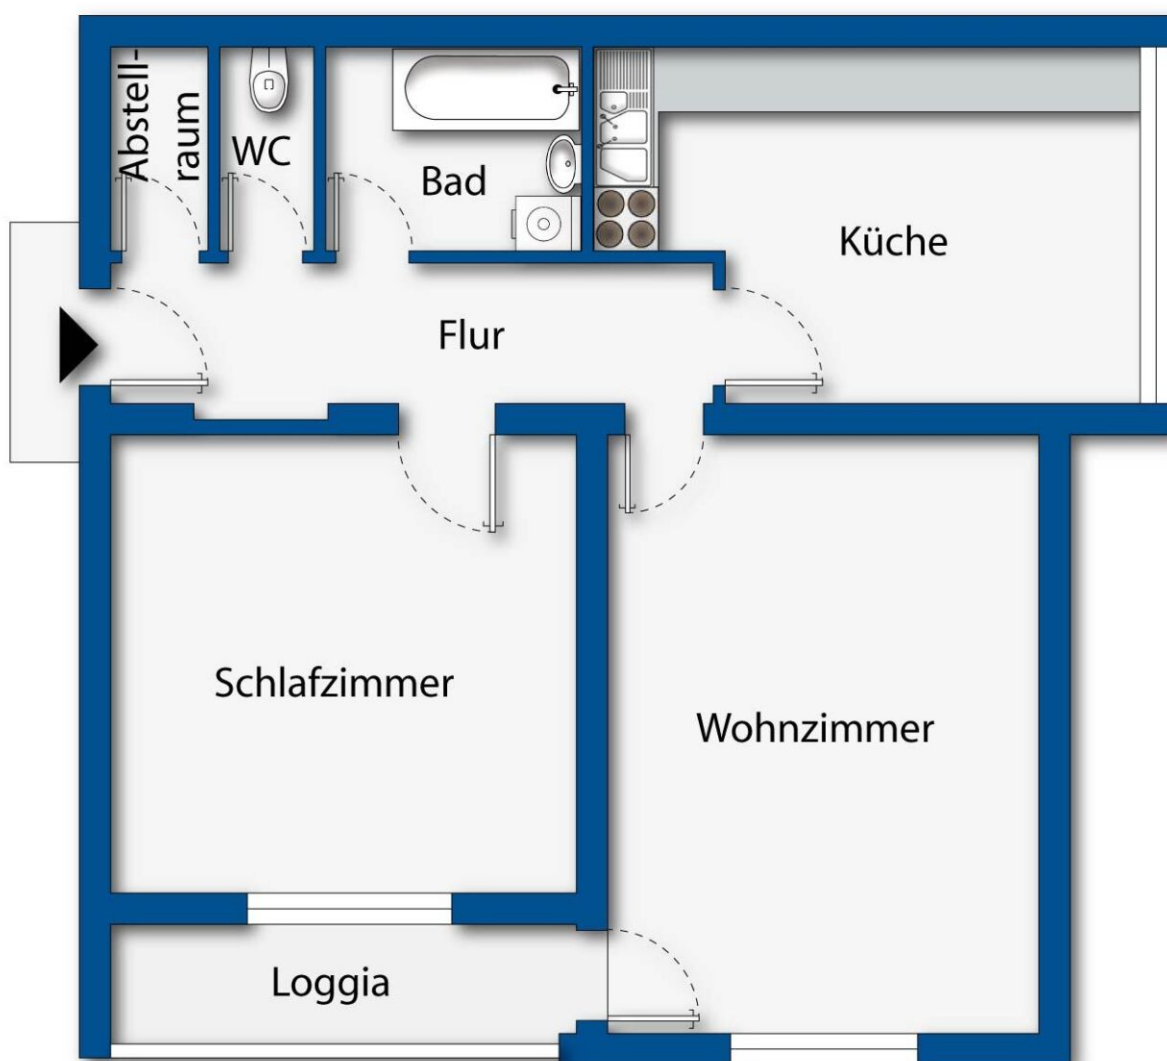 Abstell-
raum
WC
Bad
Küche
Flur
Schlafzimmer
Wohnzimmer
Loggia